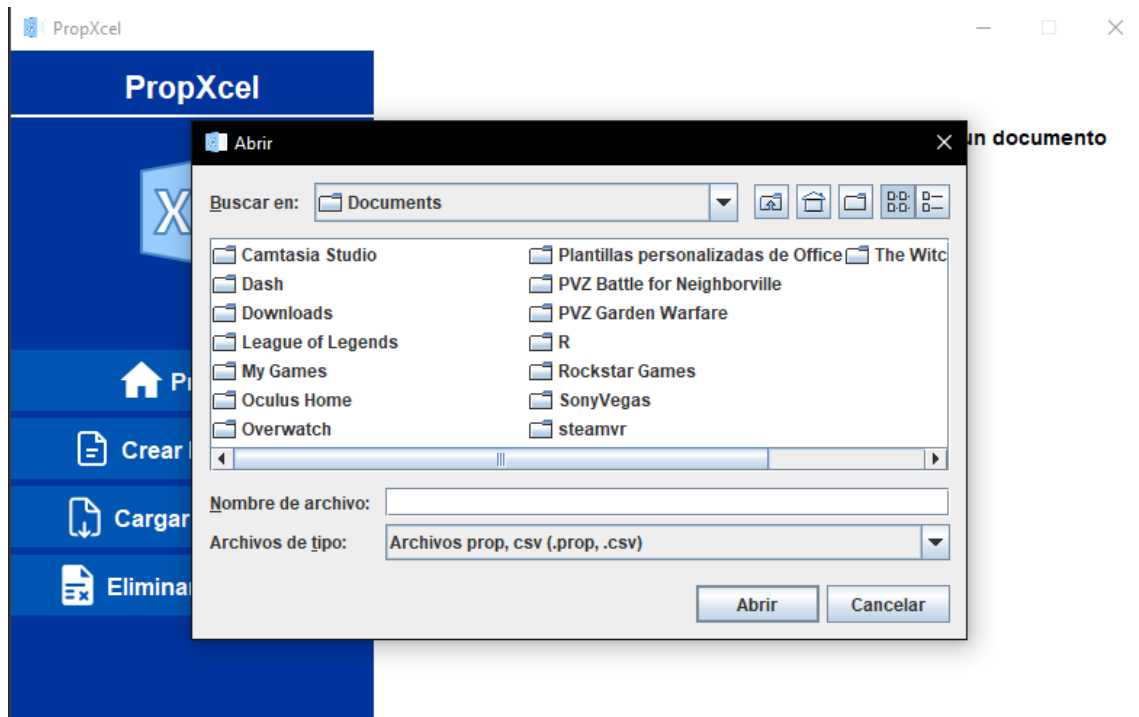 PropXcel
PropXcel
Abrir
un documento
Buscar en: Documents
Camtasia Studio
Dash
Downloads
League of Legends
My Games
Oculus Home
Overwatch
Plantillas personalizadas de Office
PVZ Battle for Neighborville
PVZ Garden Warfare
R
Rockstar Games
SonyVegas
steamvr
The Witc
X
Pr
Crear
Cargar
Eliminar
Nombre de archivo:
Archivos de tipo: Archivos prop, csv (.prop, .csv)
Abrir Cancelar